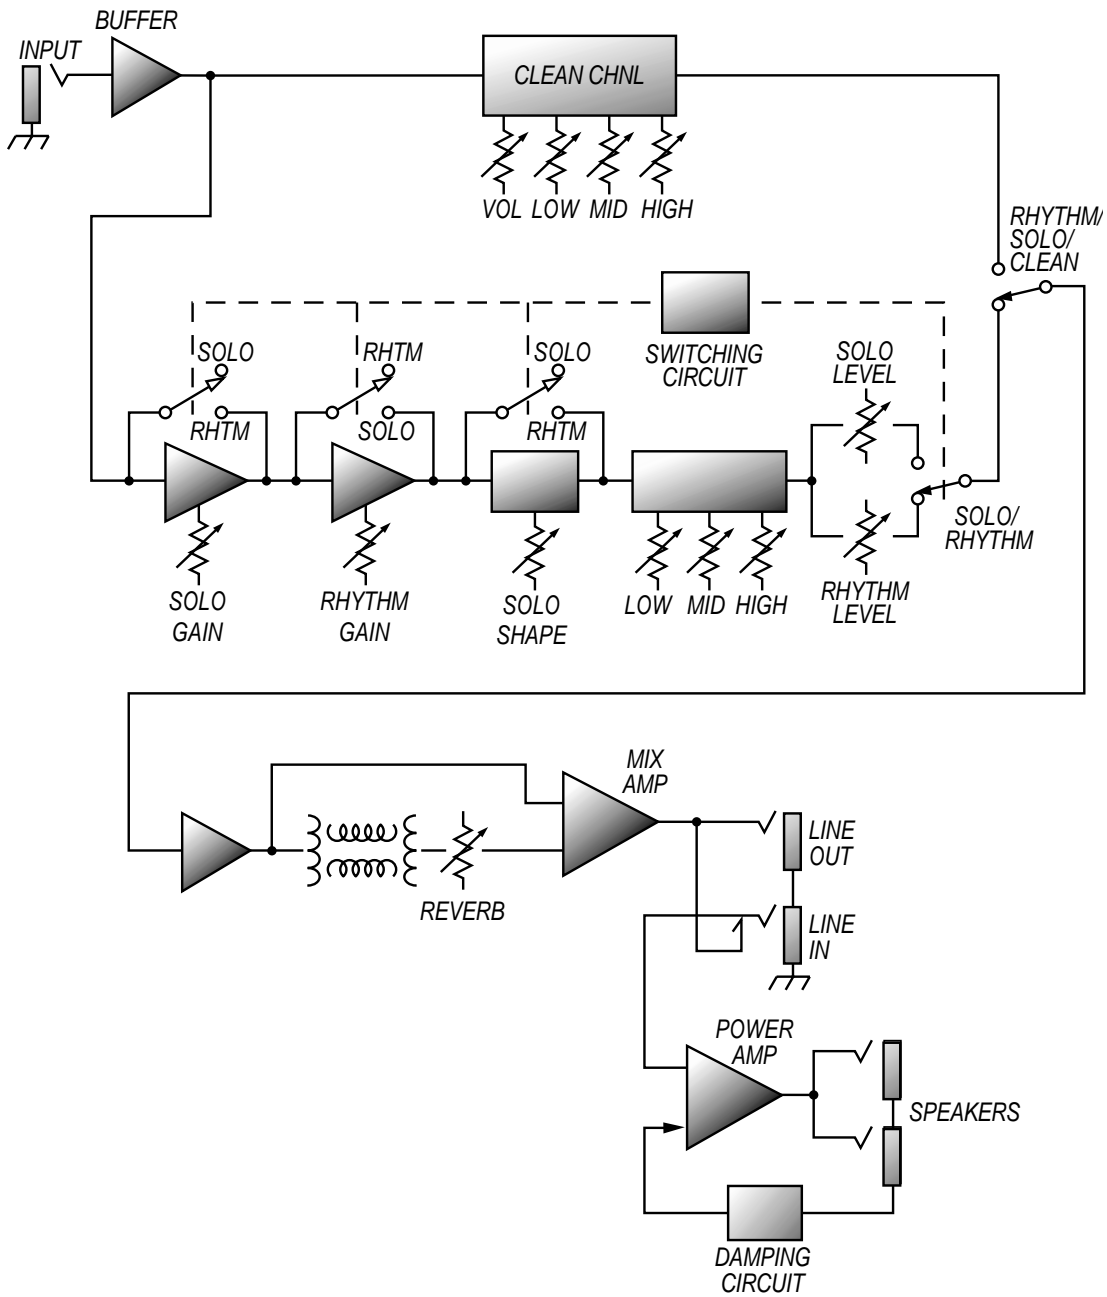 BUFFER
INPUT
CLEAN CHNL
VOL LOW MID HIGH
RHYTHM/
SOLO/
CLEAN
SOLO
RHTM
RHTM
SOLO
SOLO
RHTM
SWITCHING
CIRCUIT
SOLO
LEVEL
SOLO/
RHYTHM
SOLO
GAIN
RHYTHM
GAIN
SOLO
SHAPE
LOW MID HIGH
RHYTHM
LEVEL
MIX
AMP
LINE
OUT
REVERB
LINE
IN
POWER
AMP
SPEAKERS
DAMPING
CIRCUIT